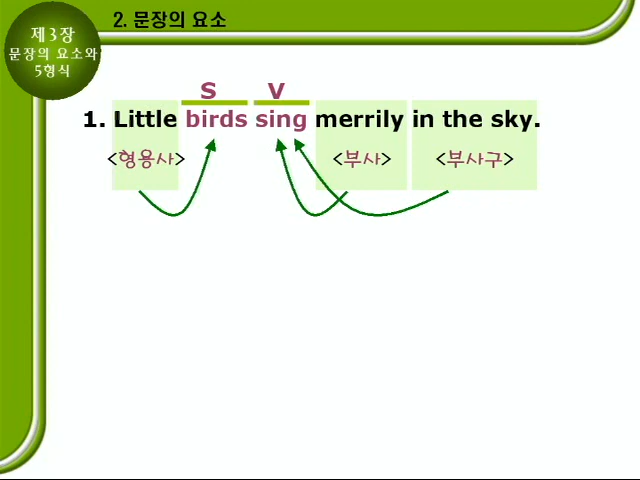 제3장
문장의 요소와
5형식
2. 문장의 요소
S V
1. Little birds sing merrily in the sky.
<형용사> <부사> <부사구>